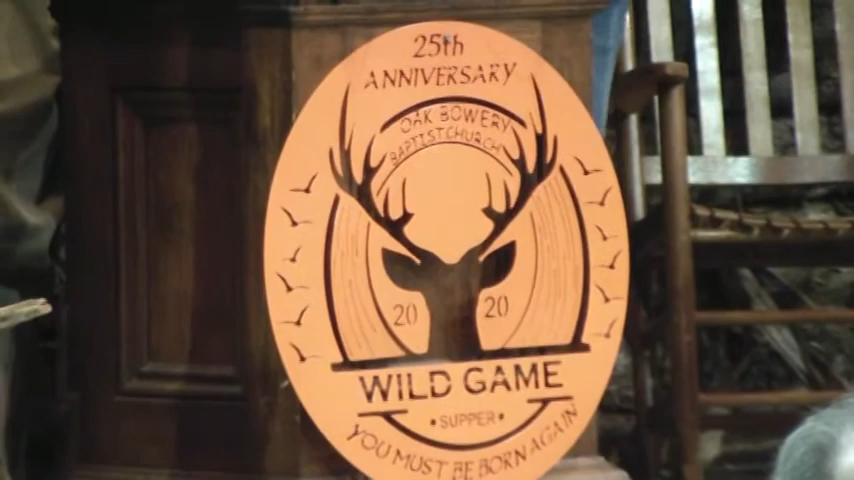 25th
ANNIVERSARY
OAK BOWERY
BAPTIST CHURCH
20 20
WILD GAME
• SUPPER •
YOU MUST BE BORN AGAIN